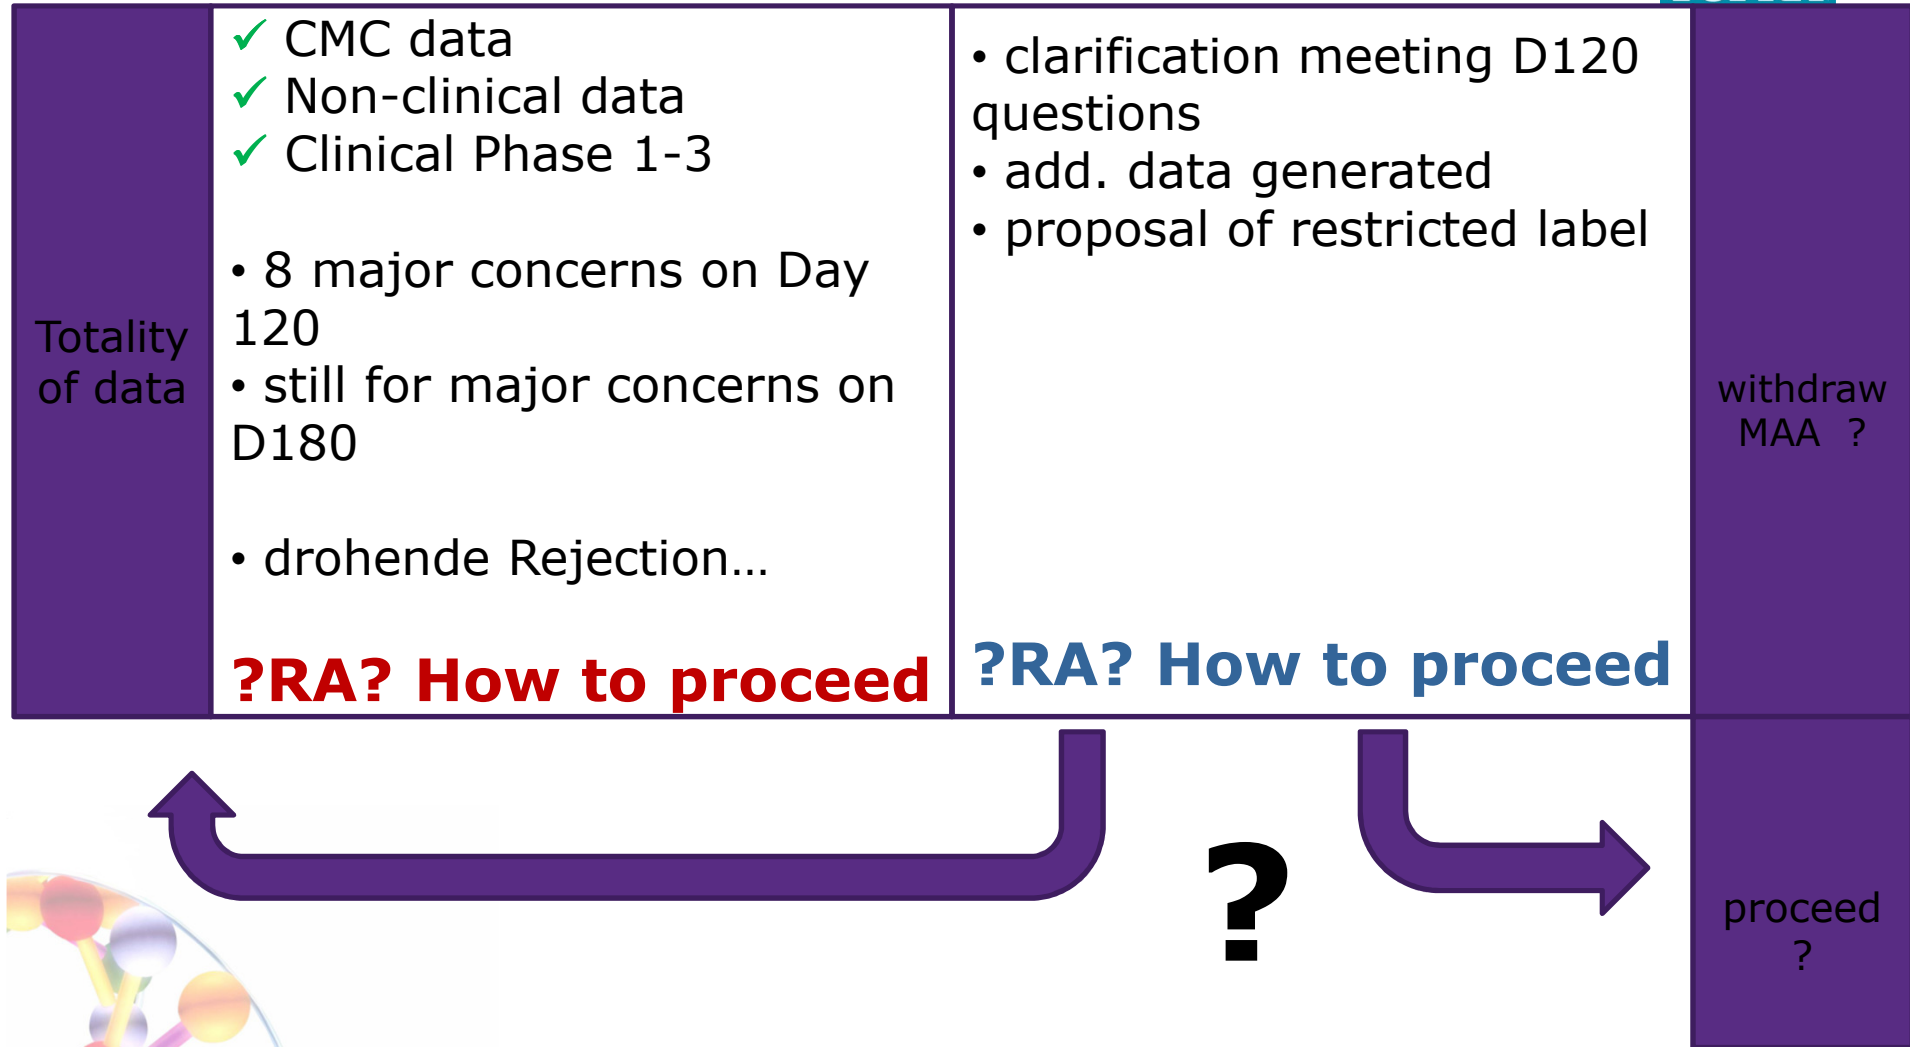 Totality
of data
✓ CMC data
✓ Non-clinical data
✓ Clinical Phase 1-3
• 8 major concerns on Day
120
• still for major concerns on
D180
• drohende Rejection…
?RA? How to proceed
• clarification meeting D120
questions
• add. data generated
• proposal of restricted label
?RA? How to proceed
withdraw
MAA ?
?
proceed
?